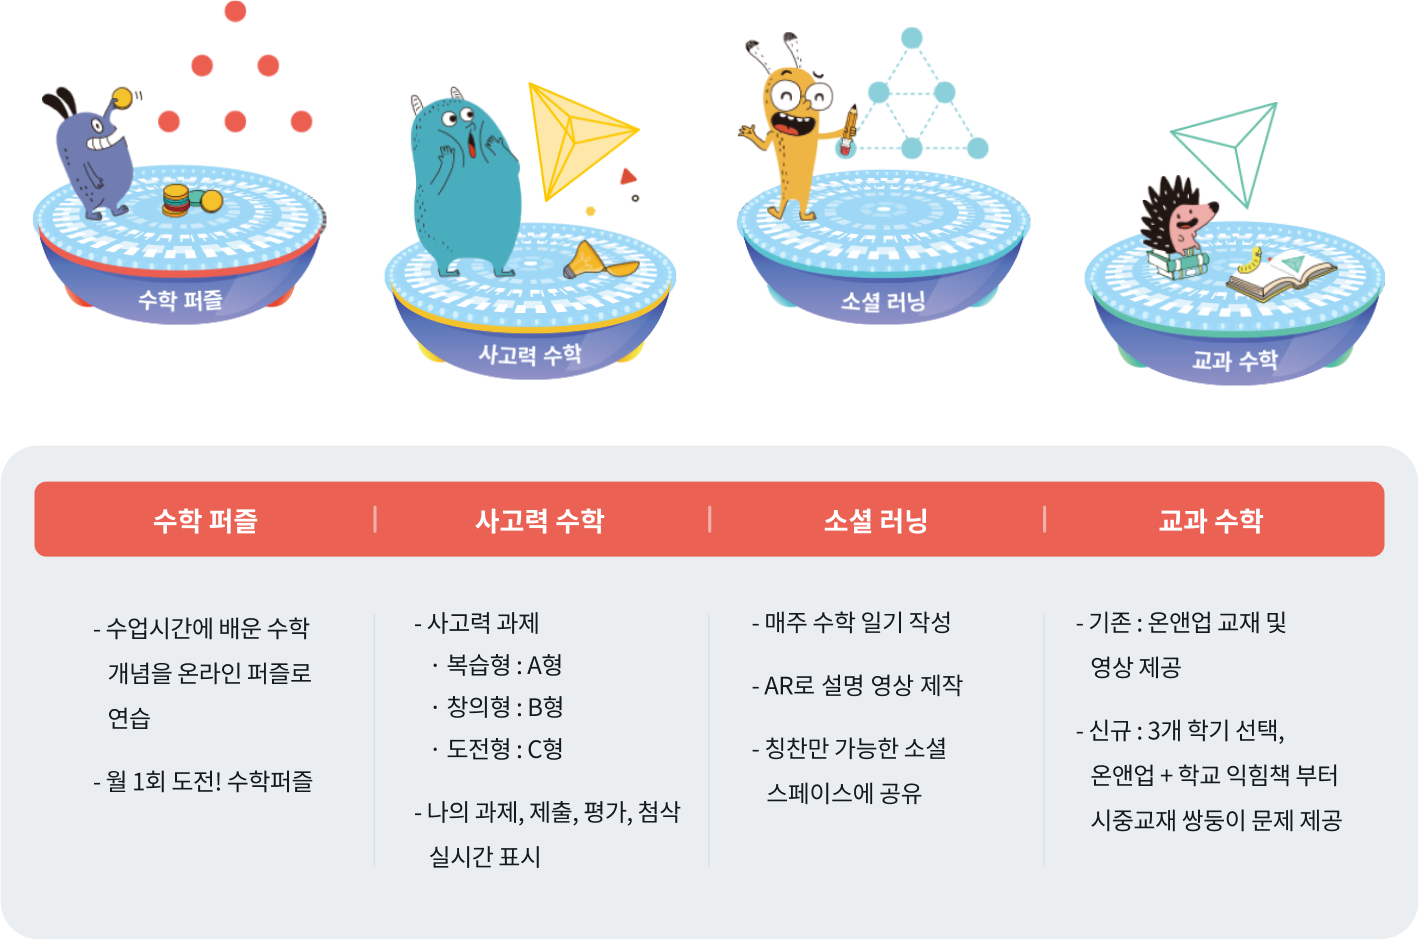 수학 퍼즐
사고력 수학
소셜 러닝
교과 수학
수학 퍼즐
사고력 수학
소셜 러닝
교과 수학
- 수업시간에 배운 수학
개념을 온라인 퍼즐로
연습
- 월 1회 도전! 수학퍼즐
- 사고력 과제
· 복습형 : A형
· 창의형 : B형
· 도전형 : C형
- 나의 과제, 제출, 평가, 첨삭
실시간 표시
- 매주 수학 일기 작성
- AR로 설명 영상 제작
- 칭찬만 가능한 소셜
스페이스에 공유
- 기존 : 온앤업 교재 및
영상 제공
- 신규 : 3개 학기 선택,
온앤업 + 학교 익힘책 부터
시중교재 쌍둥이 문제 제공